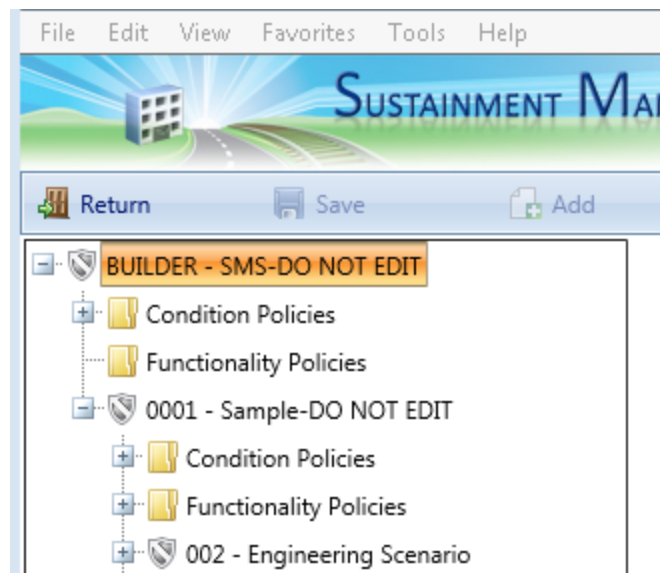 File Edit View Favorites Tools Help
SUSTAINMENT
Return Save Add
BUILDER - SMS-DO NOT EDIT
Condition Policies
Functionality Policies
0001 - Sample-DO NOT EDIT
Condition Policies
Functionality Policies
002 - Engineering Scenario